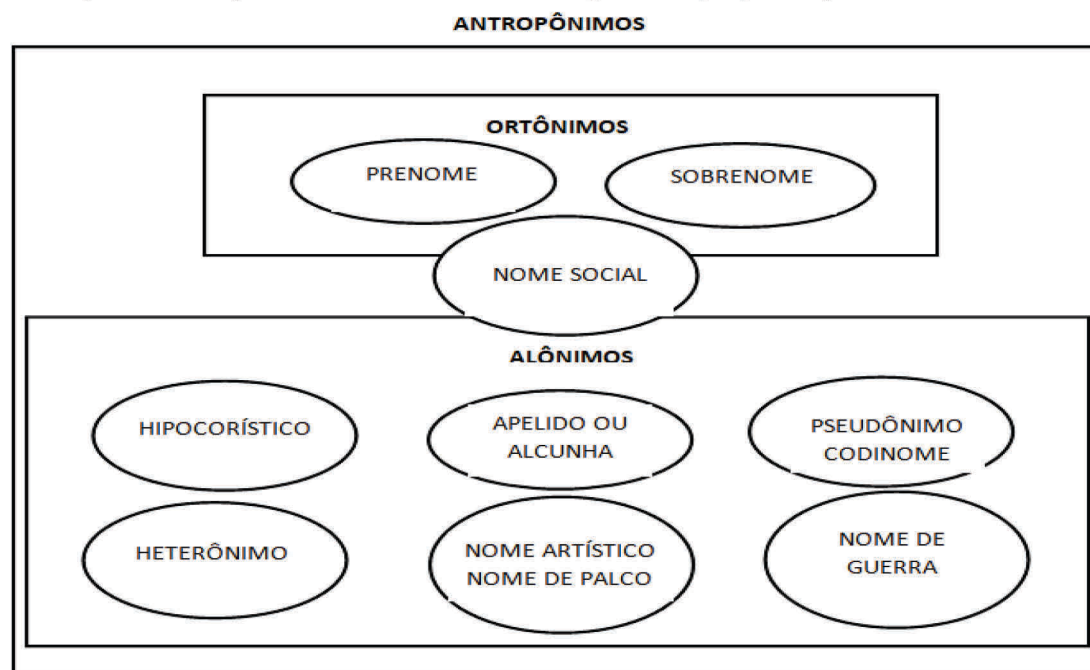 ANTROPÔNIMOS
ORTÔNIMOS
PRENOME
SOBRENOME
NOME SOCIAL
ALÔNIMOS
HIPOCORÍSTICO
APELIDO OU
ALCUNHA
PSEUDÔNIMO
CODINOME
HETERÔNIMO
NOME ARTÍSTICO
NOME DE PALCO
NOME DE
GUERRA